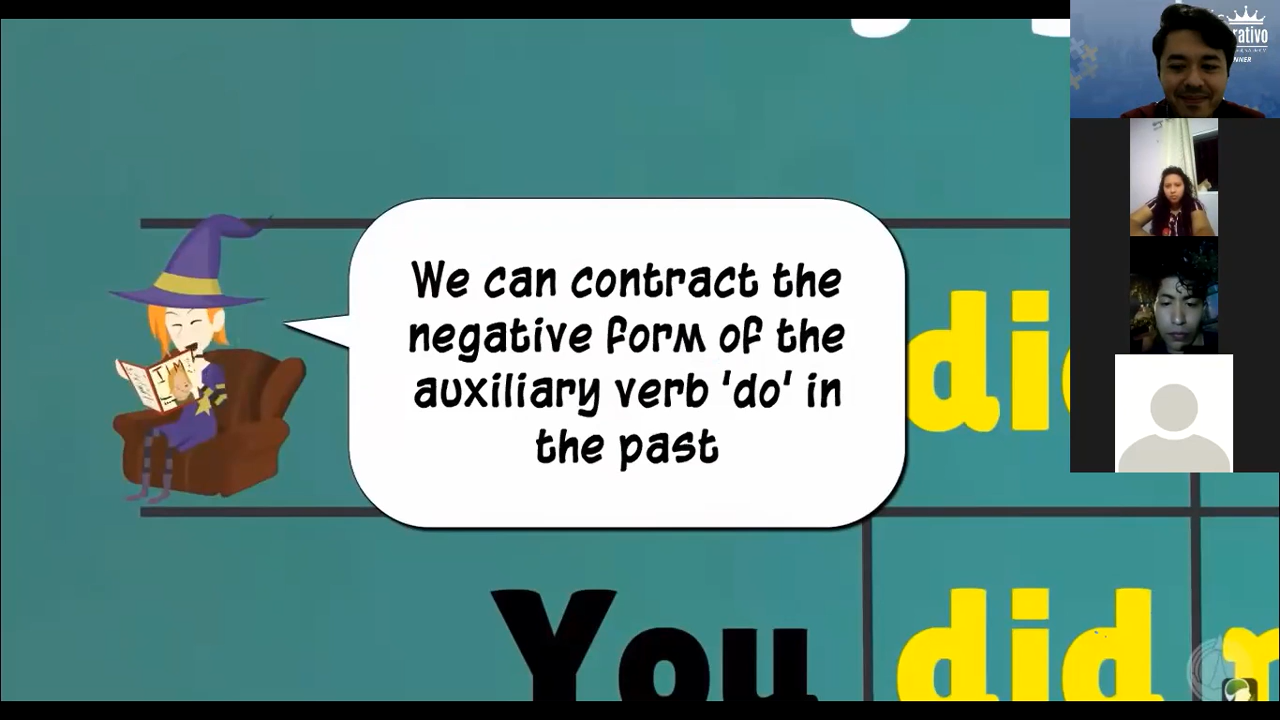 We can contract the
negative form of the
auxiliary verb 'do' in
the past
You did